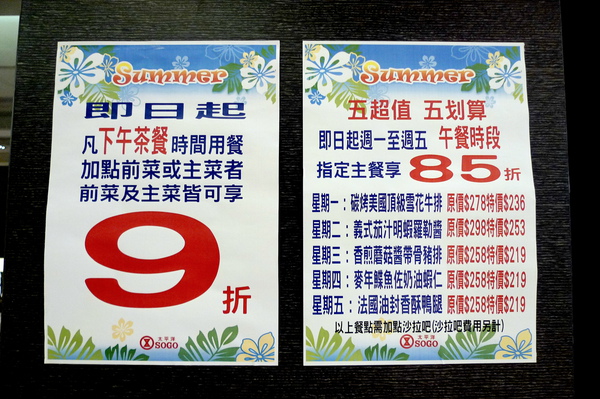 Summer
即日起
凡下午茶餐時間用餐
加點前菜或主菜者
前菜及主菜皆可享
9折
太平洋
SOGO
Summer
五超值 五划算
即日起週一至週五 午餐時段
指定主餐享85折
星期一：碳烤美國頂級雪花牛排 原價$278特價$236
星期二：義式茄汁明蝦羅勒醬 原價$298特價$253
星期三：香煎蘑菇醬帶骨豬排 原價$258特價$219
星期四：麥年鰈魚佐奶油蝦仁 原價$258特價$219
星期五：法國油封香酥鴨腿 原價$258特價$219
以上餐點需加點沙拉吧(沙拉吧費用另計)
太平洋
SOGO